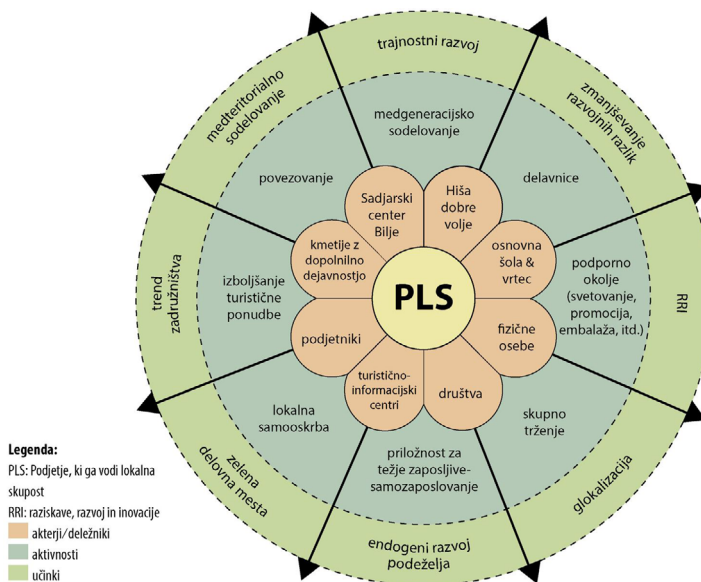 trajnostni razvoj
zmanjševanje
razvojnih razlik
RRI
glokalizacija
endogeni razvoj
podeželja
zelena
delovna mesta
trend
zadružništva
medteritorialno
sodelovanje
medgeneracijsko
sodelovanje
delavnice
podporno
okolje
(svetovanje,
promocija,
embalaža, itd.)
skupno
trženje
priložnost za
težje zaposljive-
samozaposlovanje
lokalna
samooskrba
izboljšanje
turistične
ponudbe
povezovanje
Sadjarski
center
Bilje
Hiša
dobre
volje
osnovna
šola &
vrtec
fizične
osebe
društva
turistično-
informacijski
centri
podjetniki
kmetije z
dopolnilno
dejavnostjo
PLS
Legenda:
PLS: Podjetje, ki ga vodi lokalna
skupost
RRI: raziskave, razvoj in inovacije
akterji/deležniki
aktivnosti
učinki